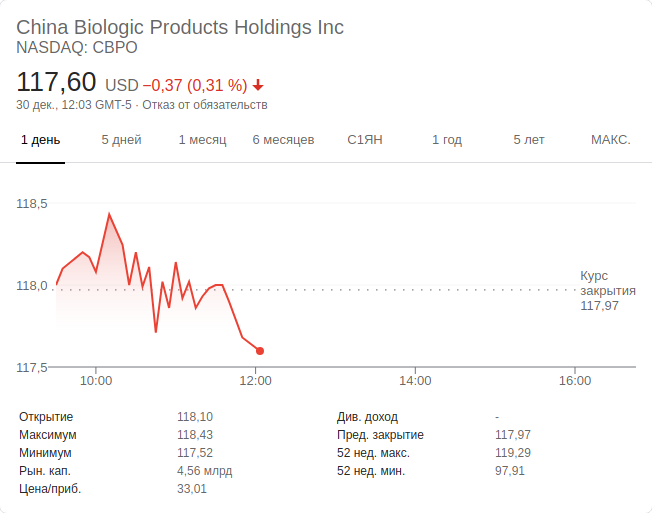 China Biologic Products Holdings Inc
NASDAQ: CBPO
117,60 USD −0,37 (0,31 %)
30 дек., 12:03 GMT-5 · Отказ от обязательств
1 день 5 дней 1 месяц 6 месяцев С1ЯН 1 год 5 лет МАКС.
118,5
118,0
117,5
Курс
закрытия
117,97
10:00 12:00 14:00 16:00
Открытие 118,10
Максимум 118,43
Минимум 117,52
Рын. кап. 4,56 млрд
Цена/приб. 33,01
Див. доход -
Пред. закрытие 117,97
52 нед. макс. 119,29
52 нед. мин. 97,91